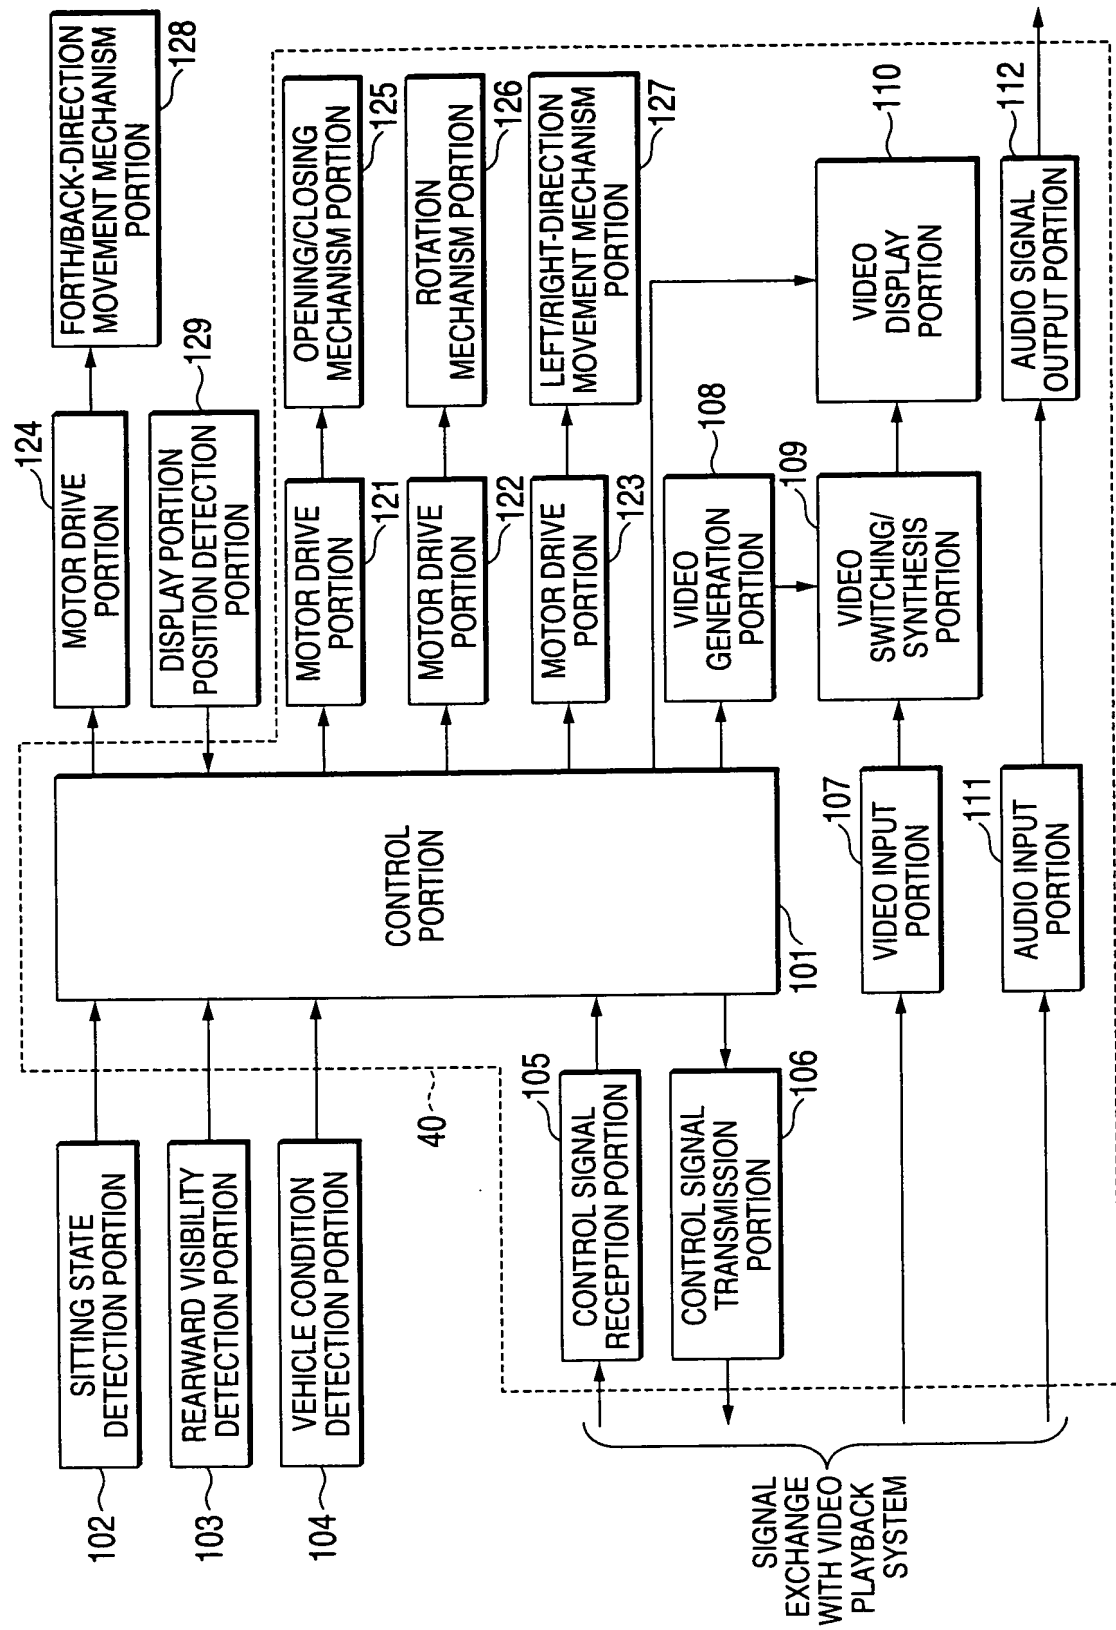 102
SITTING STATE
DETECTION PORTION
103
REARWARD VISIBILITY
DETECTION PORTION
104
VEHICLE CONDITION
DETECTION PORTION
40
105
CONTROL SIGNAL
RECEPTION PORTION
CONTROL SIGNAL
TRANSMISSION
PORTION
106
SIGNAL
EXCHANGE
WITH VIDEO
PLAYBACK
SYSTEM
CONTROL
PORTION
101
107
VIDEO INPUT
PORTION
111
AUDIO INPUT
PORTION
124
MOTOR DRIVE
PORTION
FORTH/BACK-DIRECTION
MOVEMENT MECHANISM
PORTION
128
129
DISPLAY PORTION
POSITION DETECTION
PORTION
MOTOR DRIVE
PORTION
121
OPENING/CLOSING
MECHANISM PORTION
125
MOTOR DRIVE
PORTION
122
ROTATION
MECHANISM PORTION
126
MOTOR DRIVE
PORTION
123
LEFT/RIGHT-DIRECTION
MOVEMENT MECHANISM
PORTION
127
VIDEO
GENERATION
PORTION
108
109
VIDEO
SWITCHING/
SYNTHESIS
PORTION
VIDEO
DISPLAY
PORTION
110
AUDIO SIGNAL
OUTPUT PORTION
112